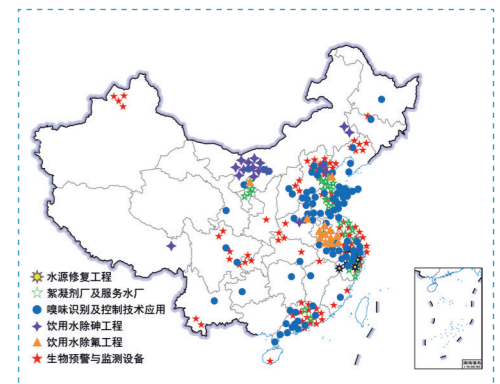 水源修复工程
絮凝剂厂及服务水厂
嗅味识别及控制技术应用
饮用水除砷工程
饮用水除氟工程
生物预警与监测设备
南海诸岛